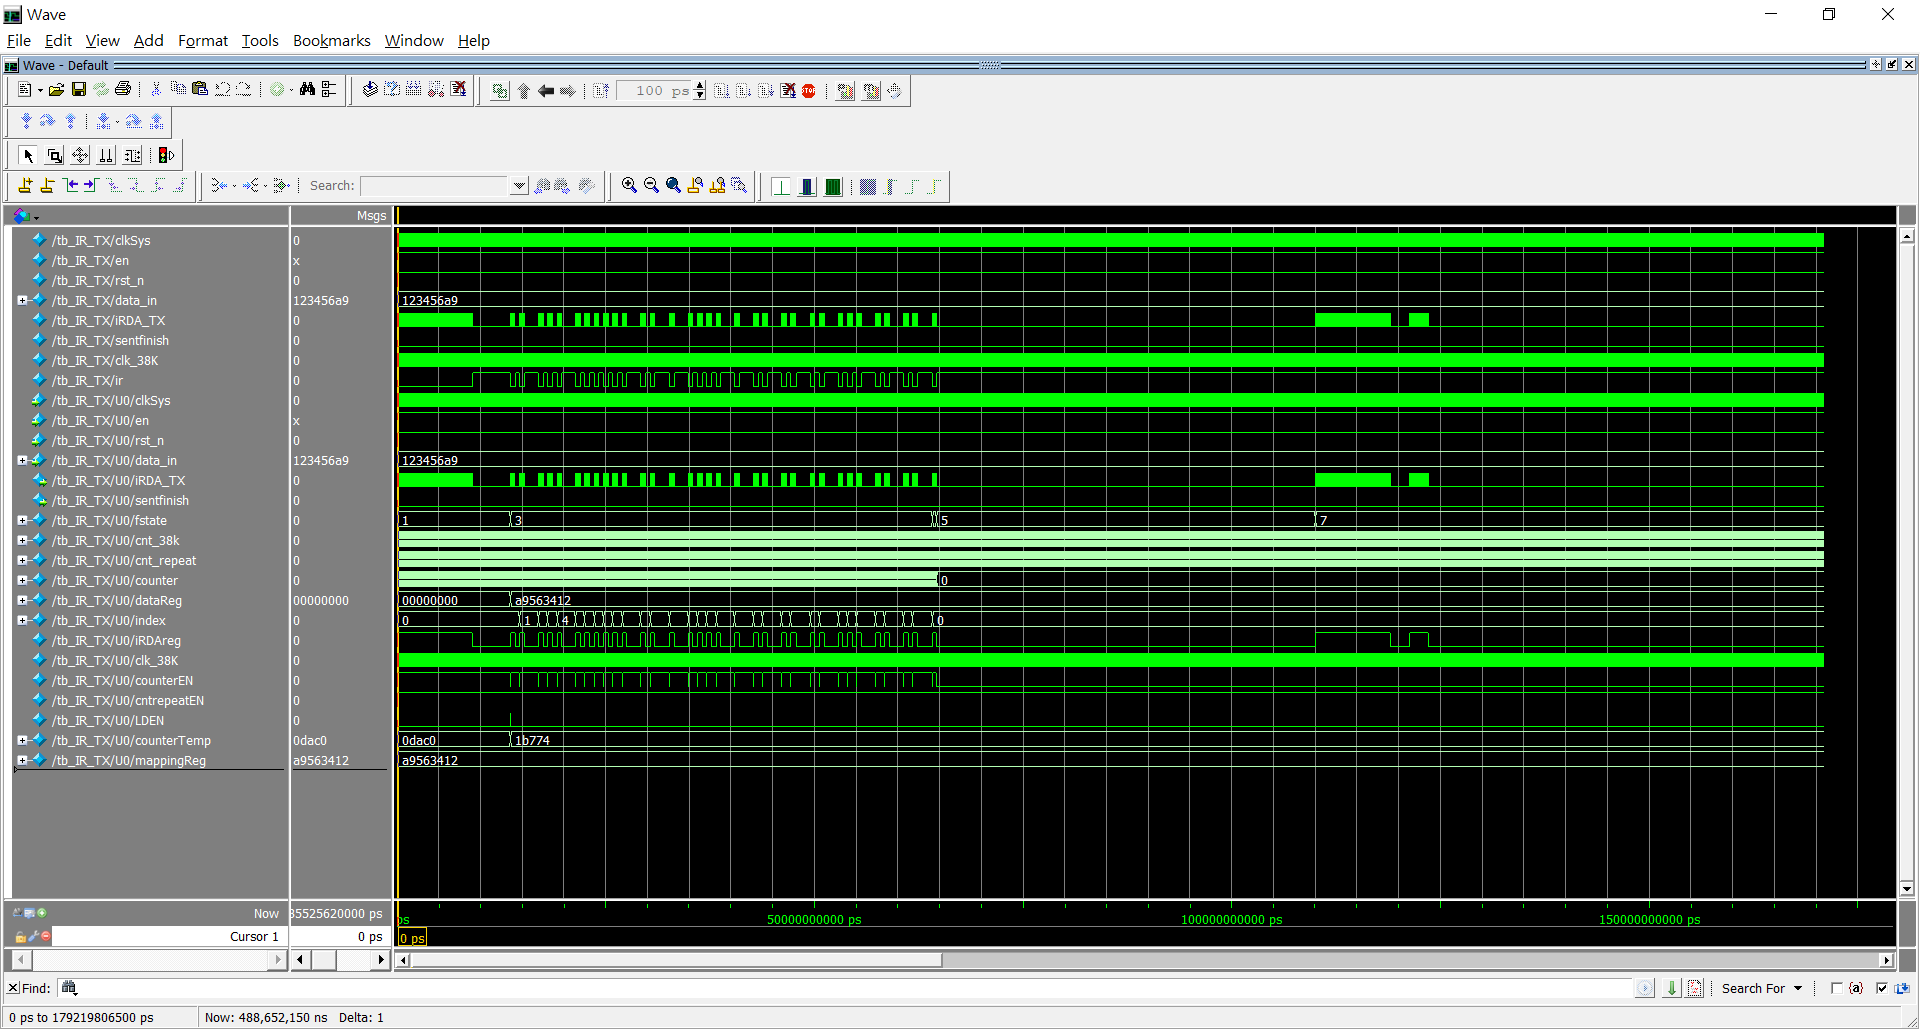 Wave
File Edit View Add Format Tools Bookmarks Window Help
Wave - Default
100 ps
STOP
Search:
Msgs
/tb_IR_TX/clkSys 0
/tb_IR_TX/en x
/tb_IR_TX/rst_n 0
/tb_IR_TX/data_in 123456a9 123456a9
/tb_IR_TX/iRDA_TX 0
/tb_IR_TX/sentfinish 0
/tb_IR_TX/clk_38K 0
/tb_IR_TX/ir 0
/tb_IR_TX/U0/clkSys 0
/tb_IR_TX/U0/en x
/tb_IR_TX/U0/rst_n 0
/tb_IR_TX/U0/data_in 123456a9 123456a9
/tb_IR_TX/U0/iRDA_TX 0
/tb_IR_TX/U0/sentfinish 0
/tb_IR_TX/U0/fstate 0 1 3 5 7
/tb_IR_TX/U0/cnt_38k 0
/tb_IR_TX/U0/cnt_repeat 0
/tb_IR_TX/U0/counter 0 0
/tb_IR_TX/U0/dataReg 00000000 00000000 a9563412
/tb_IR_TX/U0/index 0 0 1 4 0
/tb_IR_TX/U0/iRDAreg 0
/tb_IR_TX/U0/clk_38K 0
/tb_IR_TX/U0/counterEN 0
/tb_IR_TX/U0/cntrepeatEN 0
/tb_IR_TX/U0/LDEN 0
/tb_IR_TX/U0/counterTemp 0dac0 0dac0 1b774
/tb_IR_TX/U0/mappingReg a9563412 a9563412
Now 35525620000 ps ps 50000000000 ps 100000000000 ps 150000000000 ps
Cursor 1 0 ps 0 ps
Find: Search For {a}
0 ps to 179219806500 ps Now: 488,652,150 ns Delta: 1